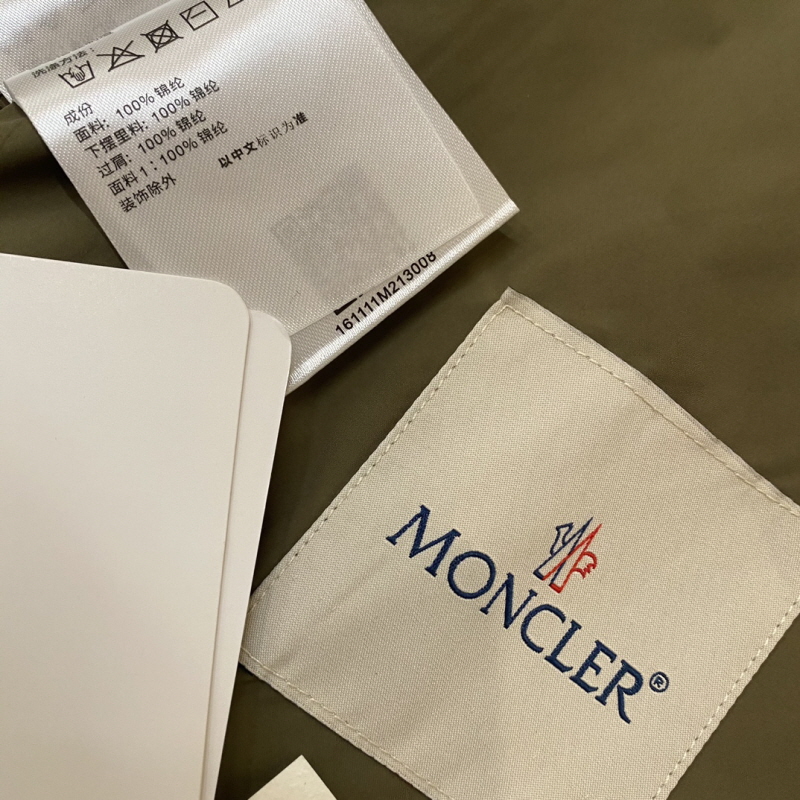 洗涤方法:
成份
面料: 100% 锦纶
下摆里料: 100% 锦纶
过肩: 100% 锦纶
面料 1: 100% 锦纶
装饰除外
以中文标识为准
161111M213008
MONCLER®